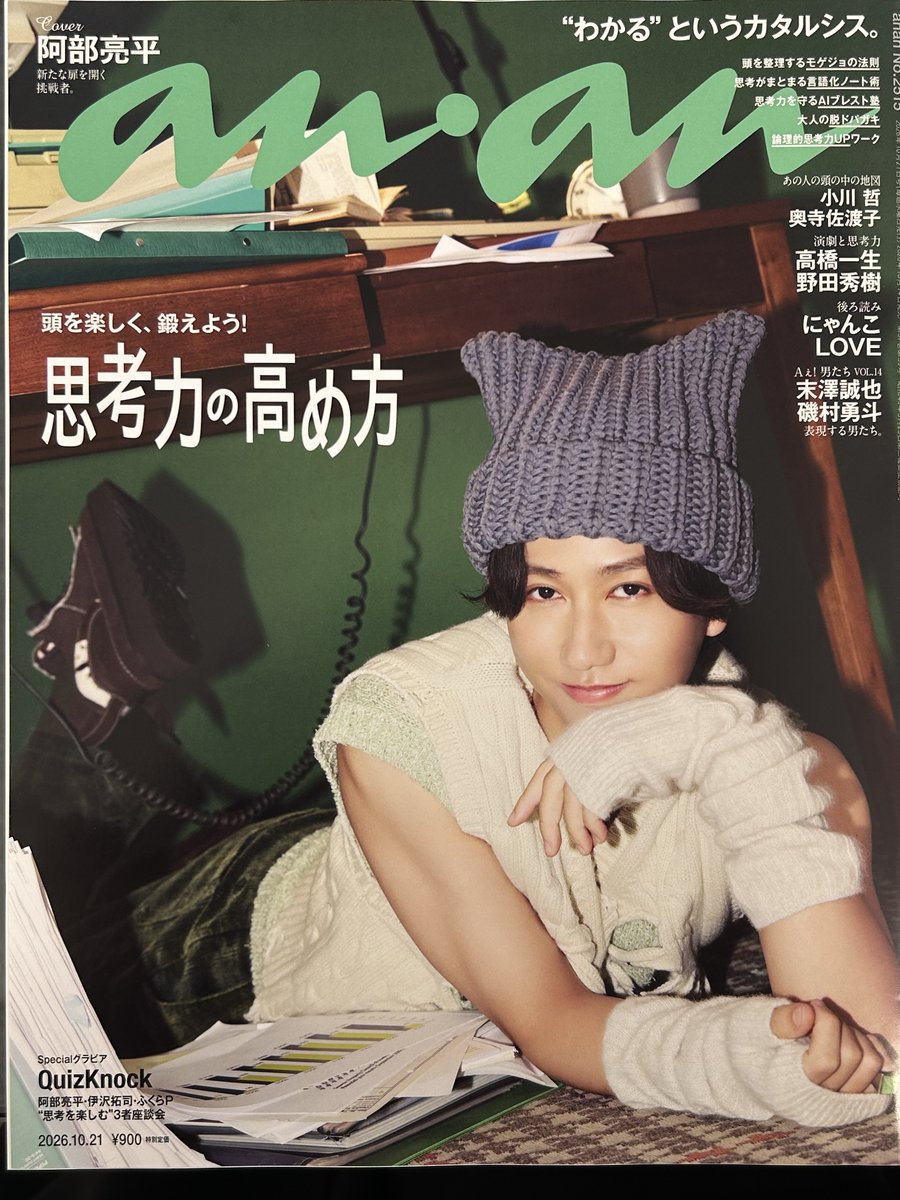 Cover
阿部亮平
新たな扉を開く
挑戦者。
an・an
“わかる”というカタルシス。
頭を整理するモゲジョの法則
思考がまとまる言語化ノート術
思考力を守るAIブレスト塾
大人の脱ドパガキ
論理的思考力UPワーク
あの人の頭の中の地図
小川 哲
奥寺佐渡子
演劇と思考力
高橋一生
野田秀樹
後ろ読み
にゃんこ
LOVE
Aぇ! 男たち VOL.14
末澤誠也
磯村勇斗
表現する男たち。
頭を楽しく、鍛えよう!
思考力の高め方
Specialグラビア
QuizKnock
阿部亮平・伊沢拓司・ふくらP
“思考を楽しむ”3者座談会
2026.10.21 ¥900 特別定価